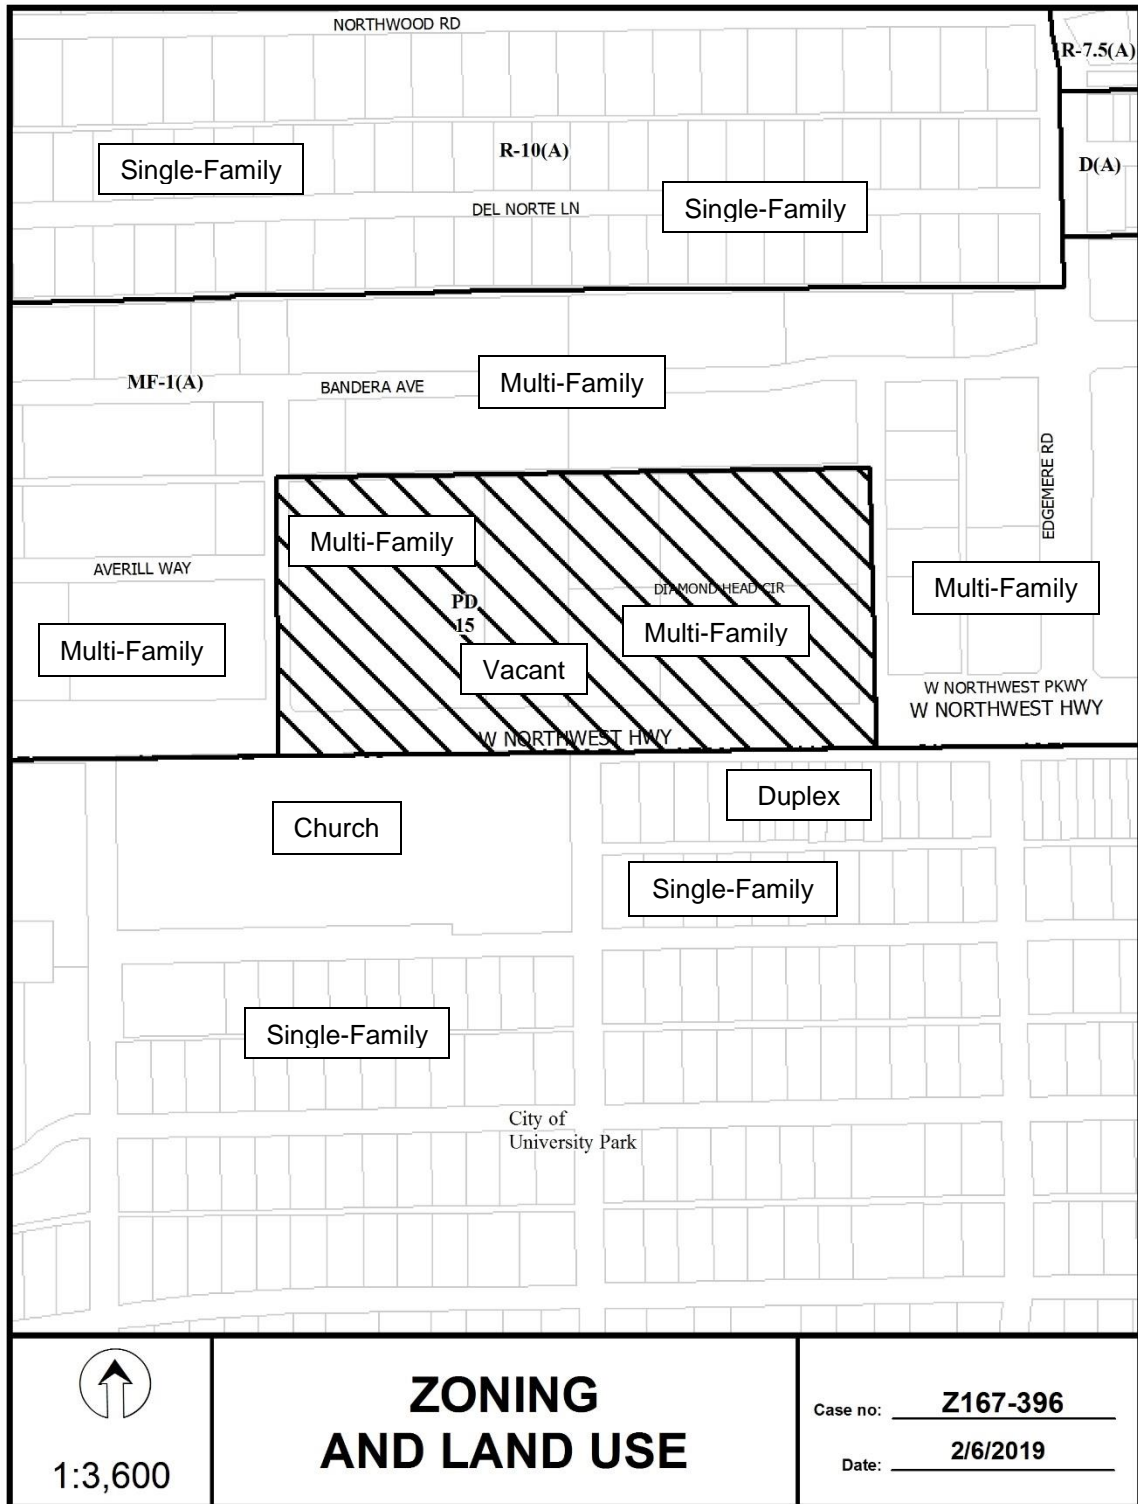 NORTHWOOD RD
R-7.5(A)
R-10(A)
Single-Family
D(A)
DEL NORTE LN
Single-Family
MF-1(A)
BANDERA AVE
Multi-Family
EDGEMERE RD
Multi-Family
AVERILL WAY
DIAMOND HEAD CIR
Multi-Family
PD
15
Multi-Family
Multi-Family
Vacant
W NORTHWEST PKWY
W NORTHWEST HWY
W NORTHWEST HWY
Duplex
Church
Single-Family
Single-Family
City of
University Park
1:3,600
ZONING
AND LAND USE
Case no: Z167-396
Date: 2/6/2019